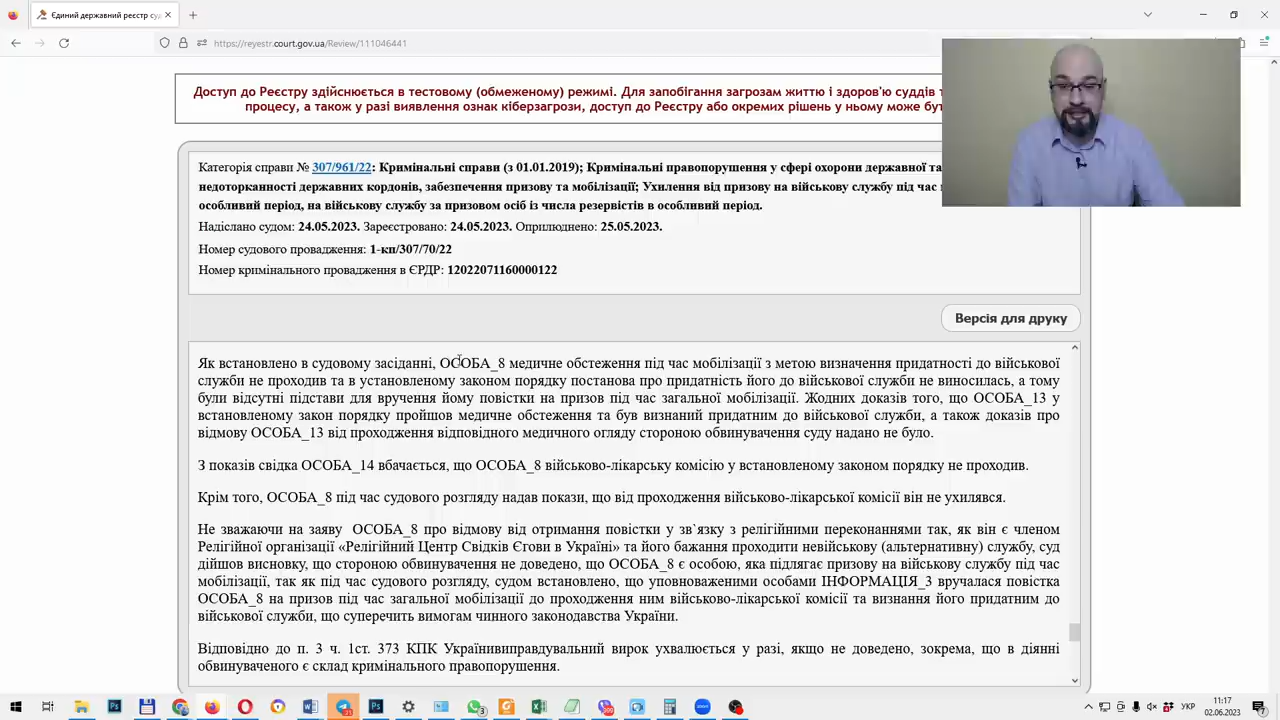 Єдиний державний реєстр суд
https://reyestr.court.gov.ua/Review/111046441
Доступ до Реєстру здійснюється в тестовому (обмеженому) режимі. Для запобігання загрозам життю і здоров'ю суддів
процесу, а також у разі виявлення ознак кіберзагрози, доступ до Реєстру або окремих рішень у ньому може
Категорія справи № 307/961/22: Кримінальні справи (з 01.01.2019); Кримінальні правопорушення у сфері охорони державної
недоторканності державних кордонів, забезпечення призову та мобілізації; Ухилення від призову на військову службу під час
особливий період, на військову службу за призовом осіб із числа резервістів в особливий період.
Надіслано судом: 24.05.2023. Зареєстровано: 24.05.2023. Оприлюднено: 25.05.2023.
Номер судового провадження: 1-кп/307/70/22
Номер кримінального провадження в ЄРДР: 12022071160000122
Версія для друку
Як встановлено в судовому засіданні, ОСОБА_8 медичне обстеження під час мобілізації з метою визначення придатності до військової
служби не проходив та в установленому законом порядку постанова про придатність його до військової служби не виносилась, а тому
були відсутні підстави для вручення йому повістки на призов під час загальної мобілізації. Жодних доказів того, що ОСОБА_13 у
встановленому закон порядку пройшов медичне обстеження та був визнаний придатним до військової служби, а також доказів про
відмову ОСОБА_13 від проходження відповідного медичного огляду стороною обвинувачення суду надано не було.
З показів свідка ОСОБА_14 вбачається, що ОСОБА_8 військово-лікарську комісію у встановленому законом порядку не проходив.
Крім того, ОСОБА_8 під час судового розгляду надав покази, що від проходження військово-лікарської комісії він не ухилявся.
Не зважаючи на заяву ОСОБА_8 про відмову від отримання повістки у зв`язку з релігійними переконаннями так, як він є членом
Релігійної організації «Релігійний Центр Свідків Єгови в Україні» та його бажання проходити невійськову (альтернативну) службу, суд
дійшов висновку, що стороною обвинувачення не доведено, що ОСОБА_8 є особою, яка підлягає призову на військову службу під час
мобілізації, так як під час судового розгляду, судом встановлено, що уповноваженими особами ІНФОРМАЦІЯ_3 вручалася повістка
ОСОБА_8 на призов під час загальної мобілізації до проходження ним військово-лікарської комісії та визнання його придатним до
військової служби, що суперечить вимогам чинного законодавства України.
Відповідно до п. 3 ч. 1ст. 373 КПК Українивиправдувальний вирок ухвалюється у разі, якщо не доведено, зокрема, що в діянні
обвинуваченого є склад кримінального правопорушення.
УКР
11:17
02.06.2023